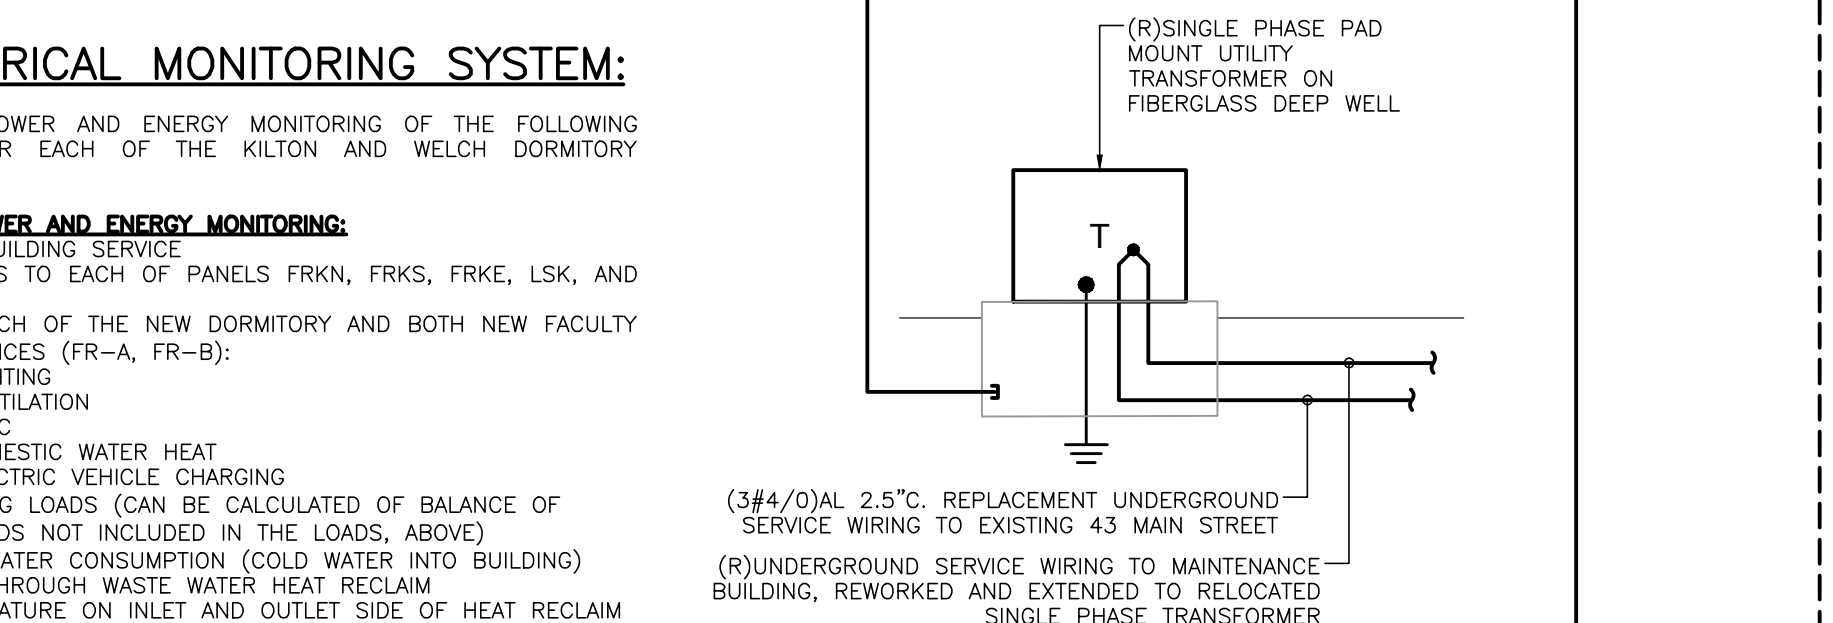 RICAL MONITORING SYSTEM:
OWER AND ENERGY MONITORING OF THE FOLLOWING
R EACH OF THE KILTON AND WELCH DORMITORY
WER AND ENERGY MONITORING:
UILDING SERVICE
S TO EACH OF PANELS FRKN, FRKS, FRKE, LSK, AND
CH OF THE NEW DORMITORY AND BOTH NEW FACULTY
NCES (FR-A, FR-B):
HTING
TILATION
C
MESTIC WATER HEAT
CTRIC VEHICLE CHARGING
G LOADS (CAN BE CALCULATED OF BALANCE OF
DS NOT INCLUDED IN THE LOADS, ABOVE)
ATER CONSUMPTION (COLD WATER INTO BUILDING)
THROUGH WASTE WATER HEAT RECLAIM
ATURE ON INLET AND OUTLET SIDE OF HEAT RECLAIM
(R)SINGLE PHASE PAD
MOUNT UTILITY
TRANSFORMER ON
FIBERGLASS DEEP WELL
T
(3#4/0)AL 2.5"C. REPLACEMENT UNDERGROUND
SERVICE WIRING TO EXISTING 43 MAIN STREET
(R)UNDERGROUND SERVICE WIRING TO MAINTENANCE
BUILDING, REWORKED AND EXTENDED TO RELOCATED
SINGLE PHASE TRANSFORMER